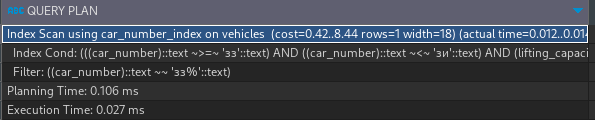 QUERY PLAN
Index Scan using car_number_index on vehicles (cost=0.42..8.44 rows=1 width=18) (actual time=0.012..0.014
Index Cond: (((car_number)::text ~>=~ 'зз'::text) AND ((car_number)::text ~<~ 'зи'::text) AND (lifting_capaci
Filter: ((car_number)::text ~~ 'зз%'::text)
Planning Time: 0.106 ms
Execution Time: 0.027 ms